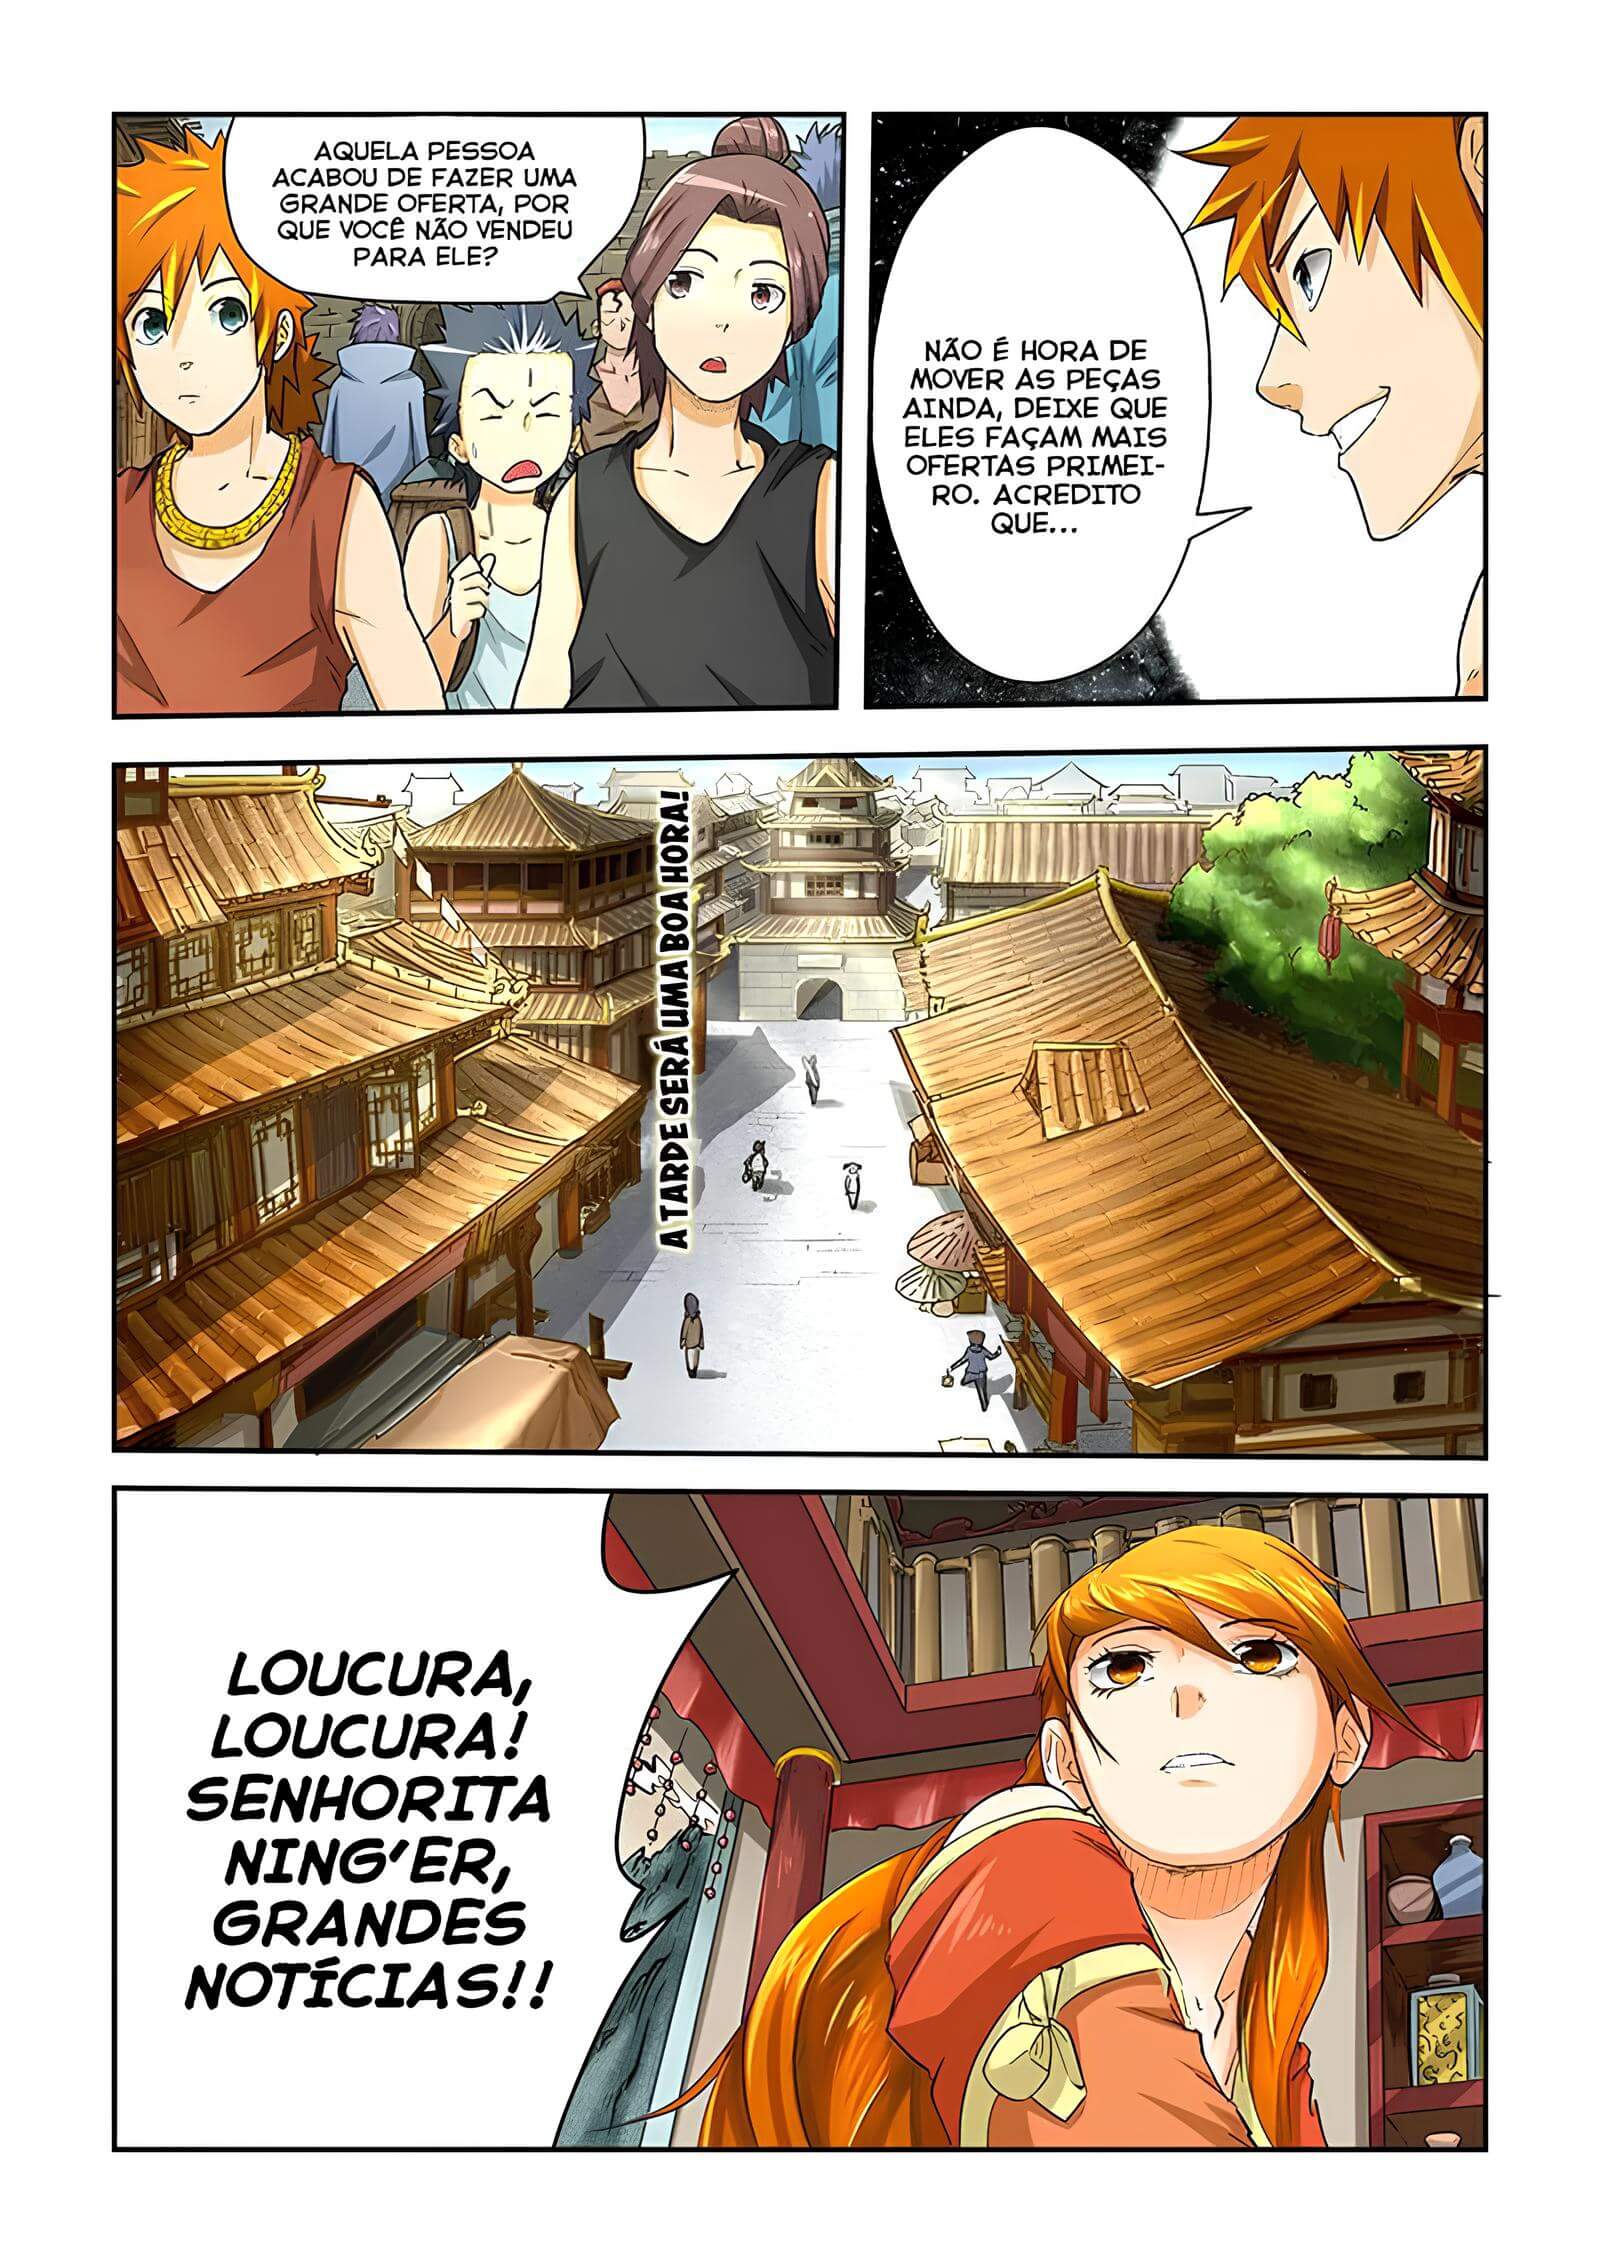 AQUELA PESSOA
ACABOU DE FAZER UMA
GRANDE OFERTA, POR
QUE VOCÊ NÃO VENDEU
PARA ELE?
NÃO É HORA DE
MOVER AS PEÇAS
AINDA, DEIXE QUE
ELES FAÇAM MAIS
OFERTAS PRIMEI-
RO. ACREDITO
QUE...
A TARDE SERÁ UMA BOA HORA!
LOUCURA,
LOUCURA!
SENHORITA
NING'ER,
GRANDES
NOTÍCIAS!!